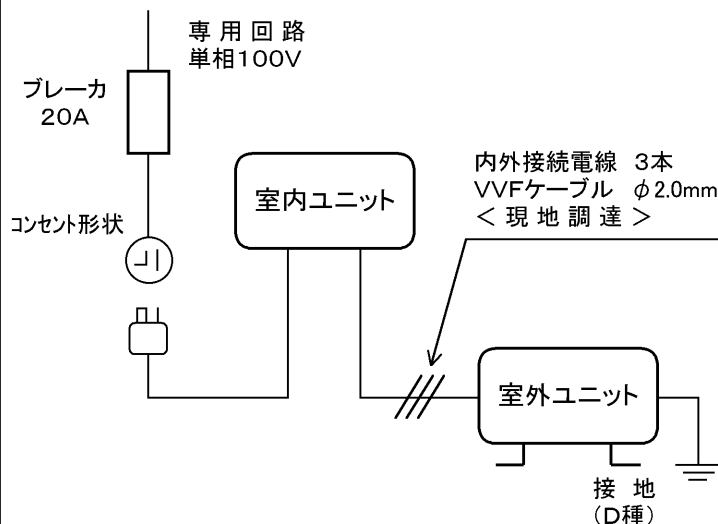 専用回路
単相100V
ブレーカ
20A
コンセント形状
室内ユニット
内外接続電線 3本
VVFケーブル φ2.0mm
<現地調達>
室外ユニット
接地
(D種)